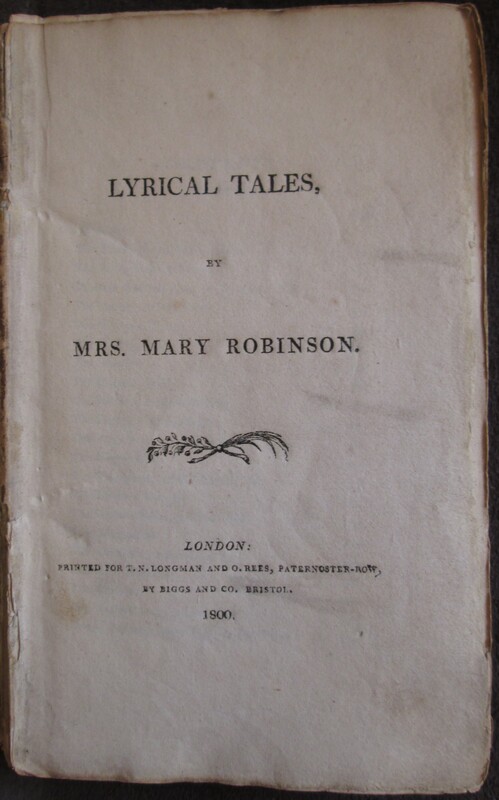 LYRICAL TALES,
BY
MRS. MARY ROBINSON.
LONDON:
PRINTED FOR T. N. LONGMAN AND O. REES, PATERNOSTER-ROW,
BY BIGGS AND CO. BRISTOL.
1800.